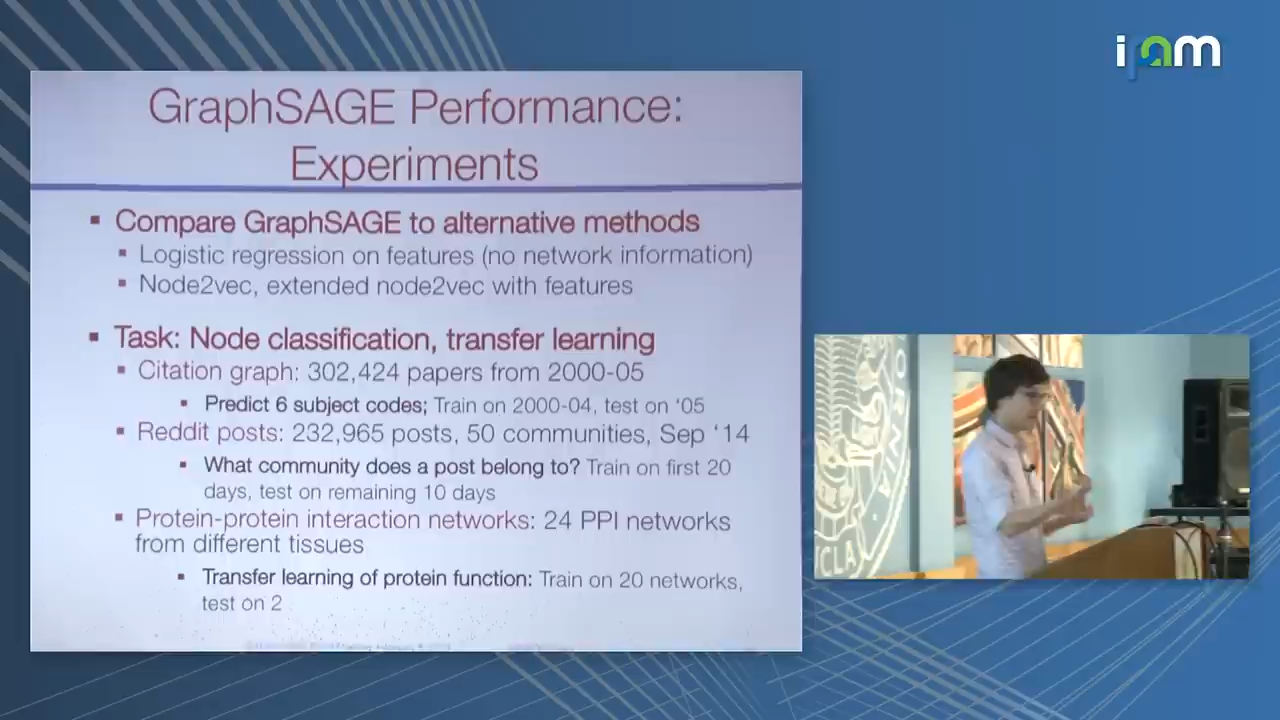 ipam
GraphSAGE Performance:
Experiments
▪ Compare GraphSAGE to alternative methods
▪ Logistic regression on features (no network information)
▪ Node2vec, extended node2vec with features
▪ Task: Node classification, transfer learning
▪ Citation graph: 302,424 papers from 2000-05
▪ Predict 6 subject codes; Train on 2000-04, test on ‘05
▪ Reddit posts: 232,965 posts, 50 communities, Sep ‘14
▪ What community does a post belong to? Train on first 20
days, test on remaining 10 days
▪ Protein-protein interaction networks: 24 PPI networks
from different tissues
▪ Transfer learning of protein function: Train on 20 networks,
test on 2
UCLA